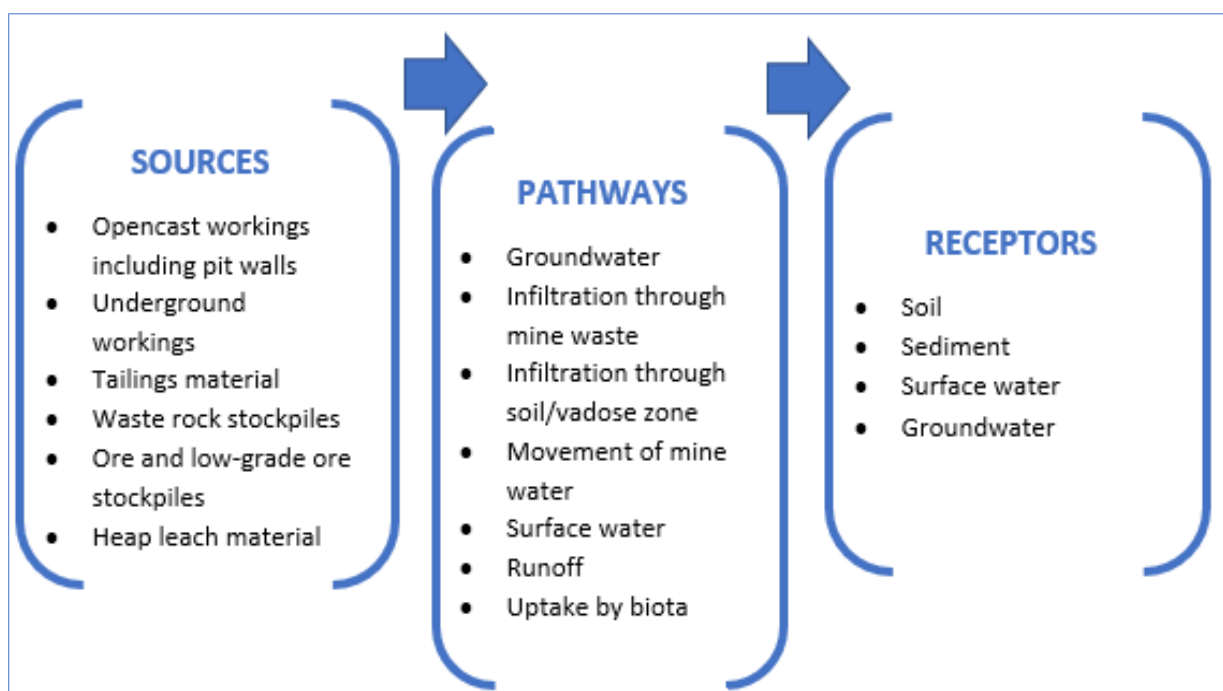 SOURCES
• Opencast workings
including pit walls
• Underground
workings
• Tailings material
• Waste rock stockpiles
• Ore and low-grade ore
stockpiles
• Heap leach material
PATHWAYS
• Groundwater
• Infiltration through
mine waste
• Infiltration through
soil/vadose zone
• Movement of mine
water
• Surface water
• Runoff
• Uptake by biota
RECEPTORS
• Soil
• Sediment
• Surface water
• Groundwater